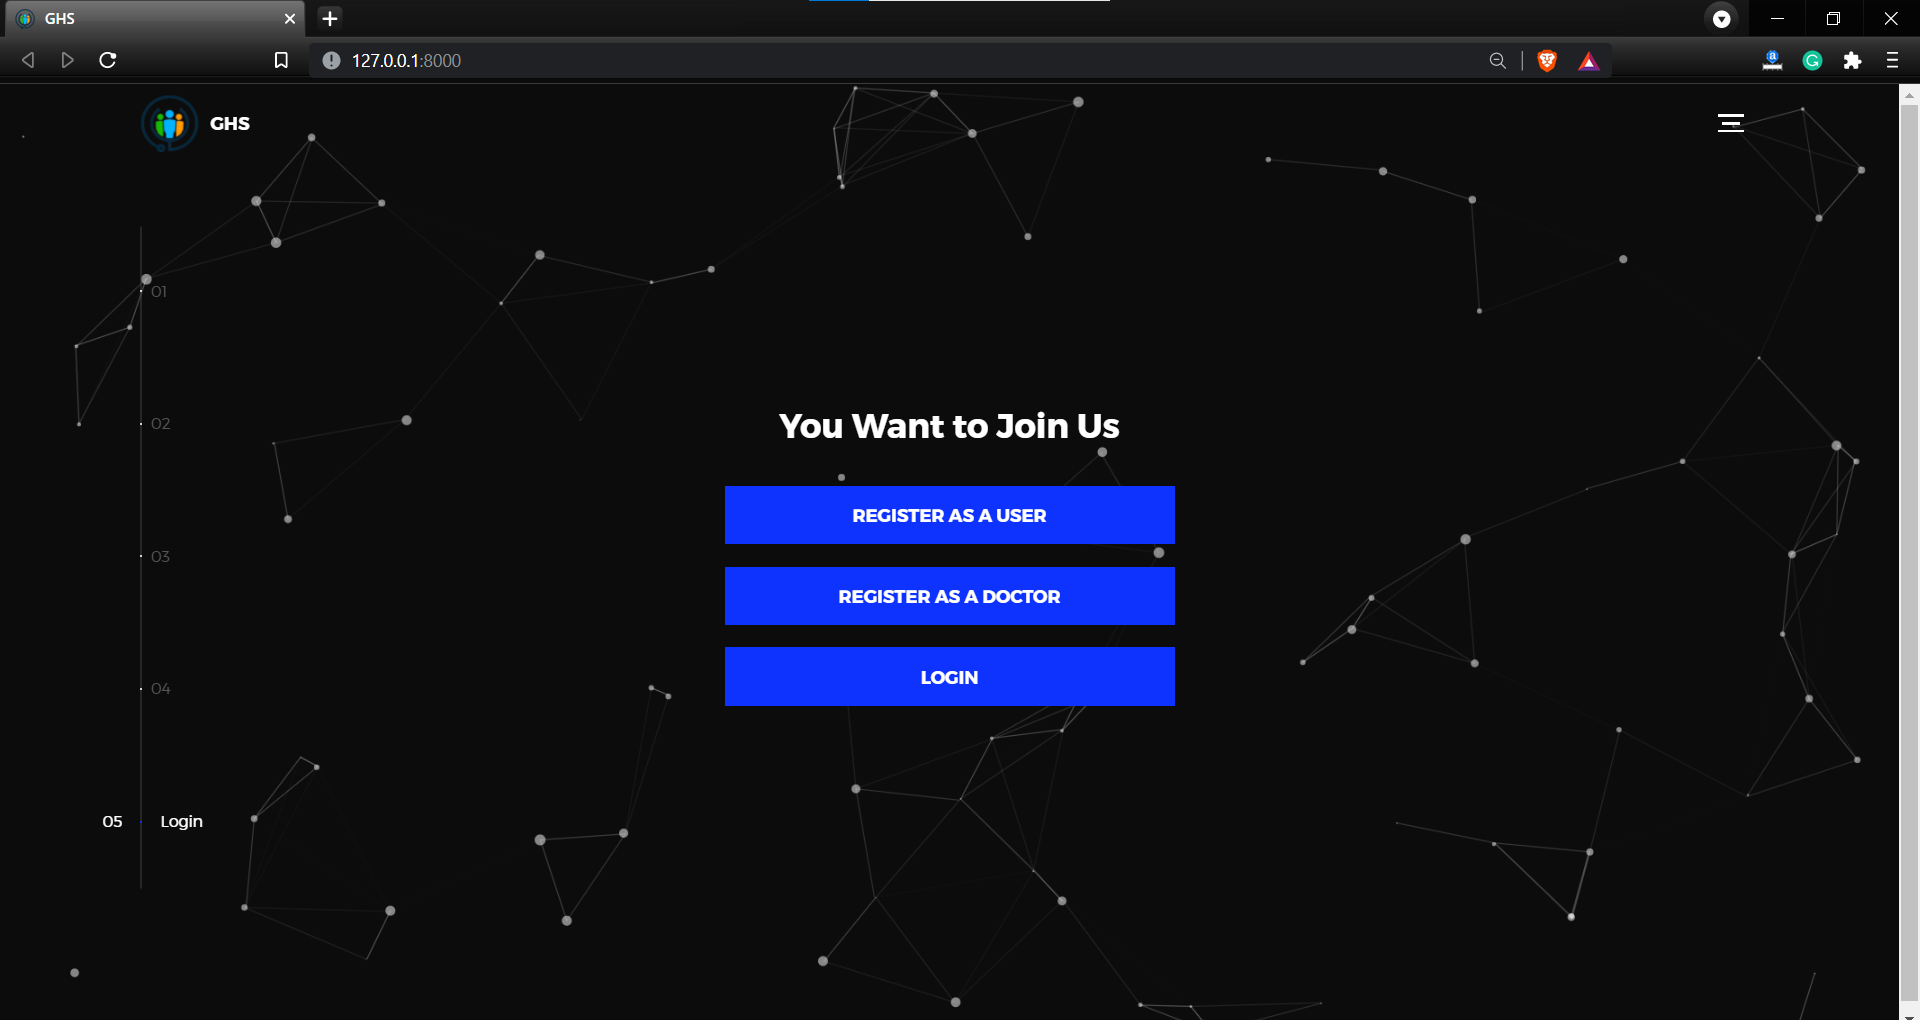 GHS
127.0.0.1:8000
GHS
01
02
03
04
05 Login
You Want to Join Us
REGISTER AS A USER
REGISTER AS A DOCTOR
LOGIN